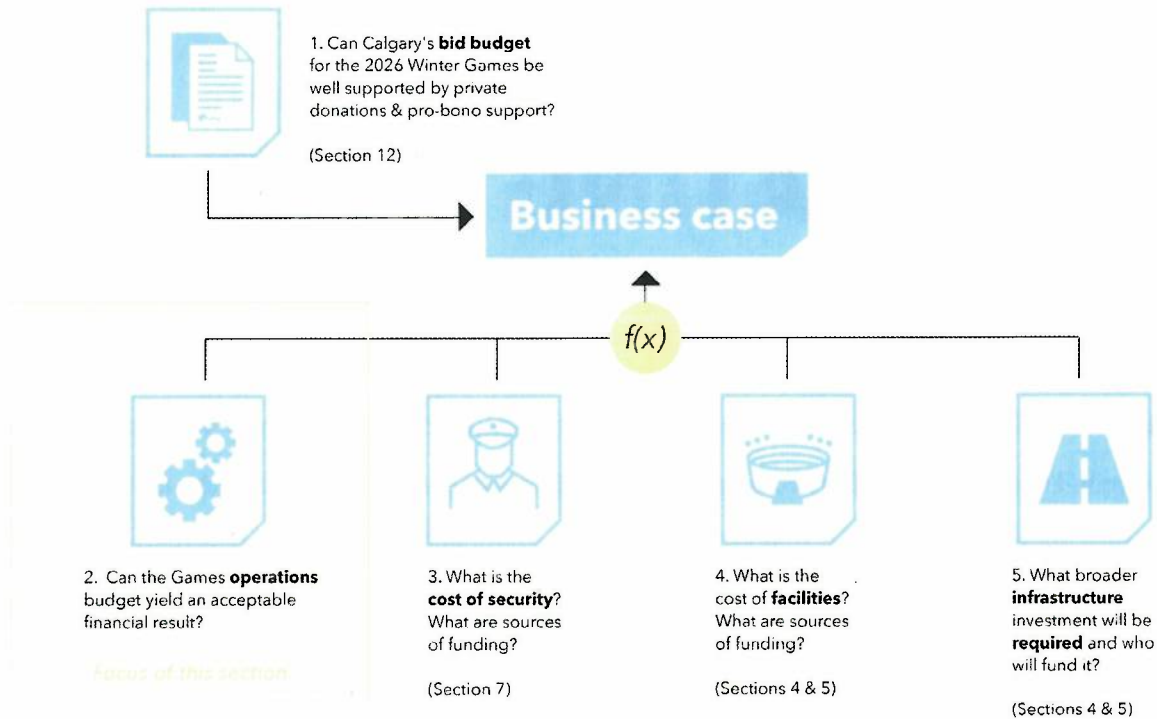 1. Can Calgary's bid budget
for the 2026 Winter Games be
well supported by private
donations & pro-bono support?
(Section 12)
Business case
f(x)
2. Can the Games operations
budget yield an acceptable
financial result?
Focus of this section
3. What is the
cost of security?
What are sources
of funding?
(Section 7)
4. What is the
cost of facilities?
What are sources
of funding?
(Sections 4 & 5)
5. What broader
infrastructure
investment will be
required and who
will fund it?
(Sections 4 & 5)